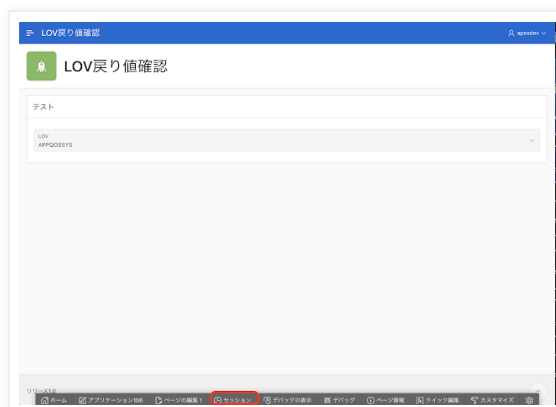 LOV戻り値確認
apexdev
LOV戻り値確認
テスト
LOV
APPQOSSYS
リリース1.0
ホーム アプリケーション106 ページの編集 1 セッション デバッグの表示 デバッグ ページ情報 クイック編集 カスタマイズ